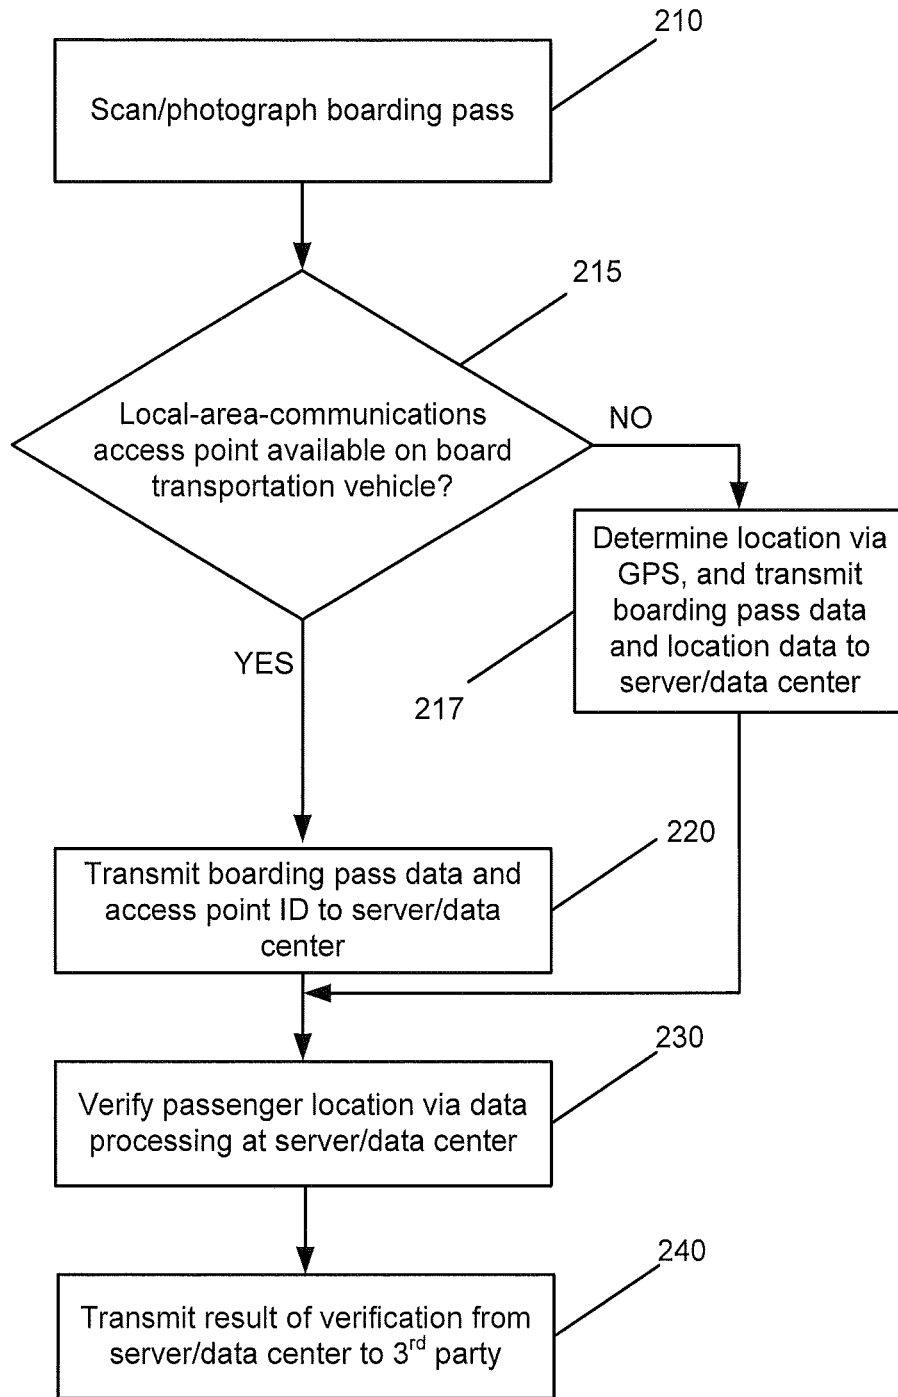 210
Scan/photograph boarding pass
215
Local-area-communications
access point available on board
transportation vehicle?
NO
Determine location via
GPS, and transmit
boarding pass data
and location data to
server/data center
YES
217
220
Transmit boarding pass data and
access point ID to server/data
center
230
Verify passenger location via data
processing at server/data center
240
Transmit result of verification from
server/data center to 3rd party